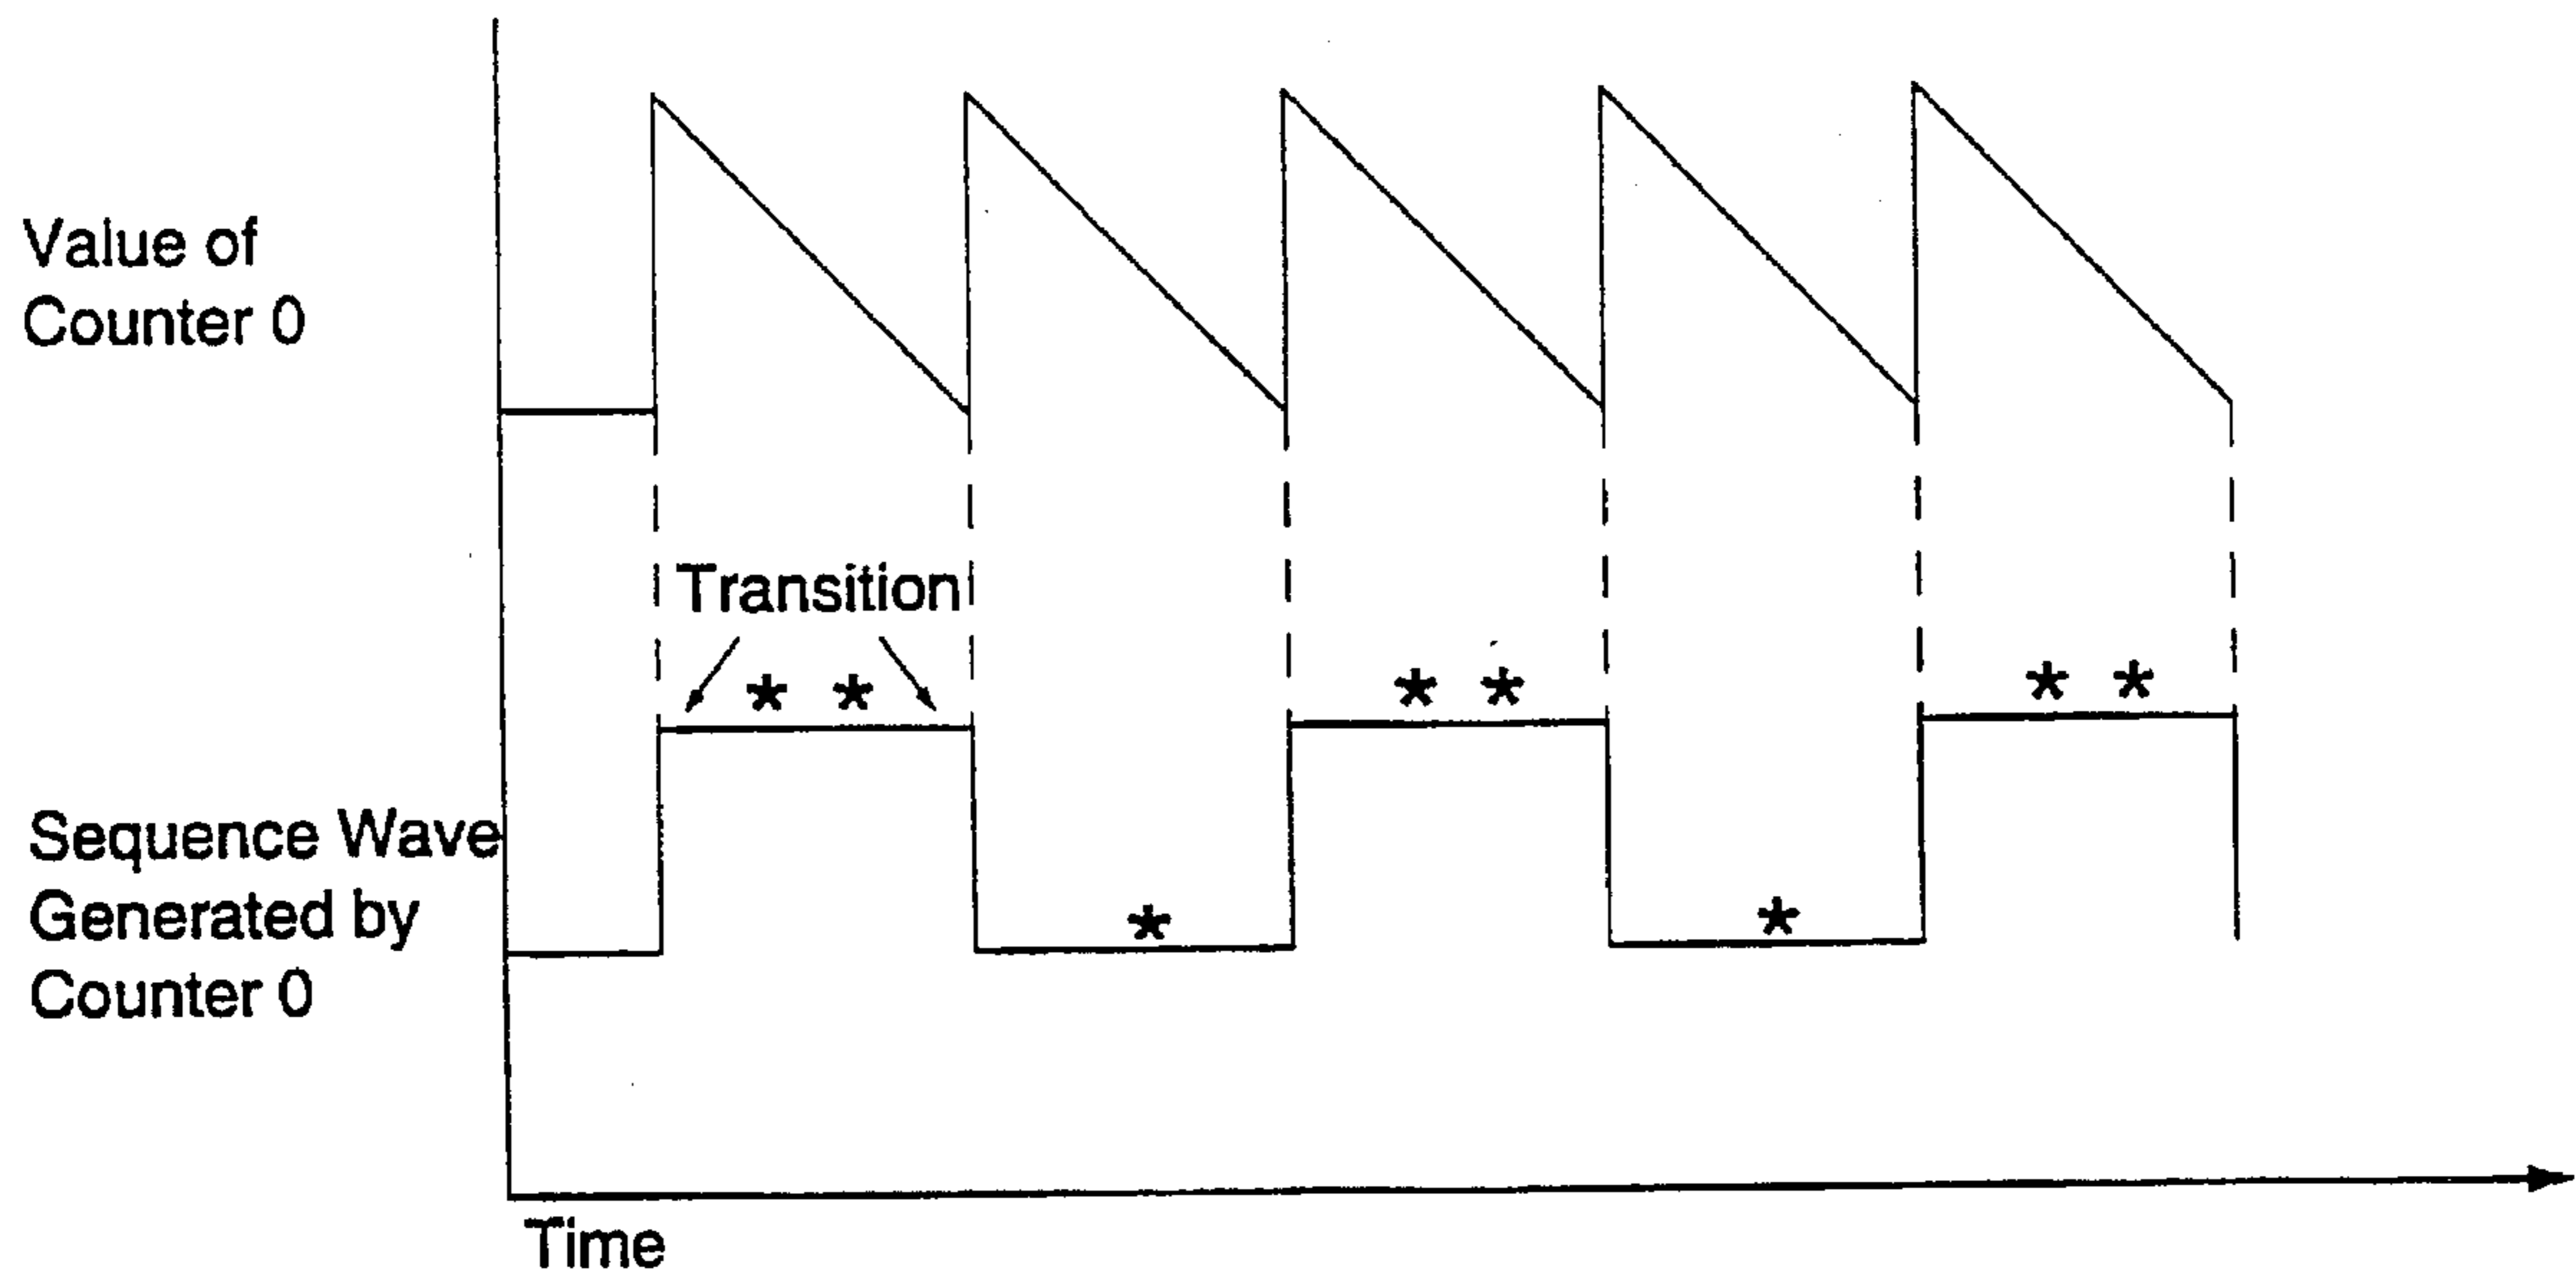 Value of
Counter 0
Transition
* *
* *
* *
Sequence Wave
Generated by
Counter 0
*
*
Time